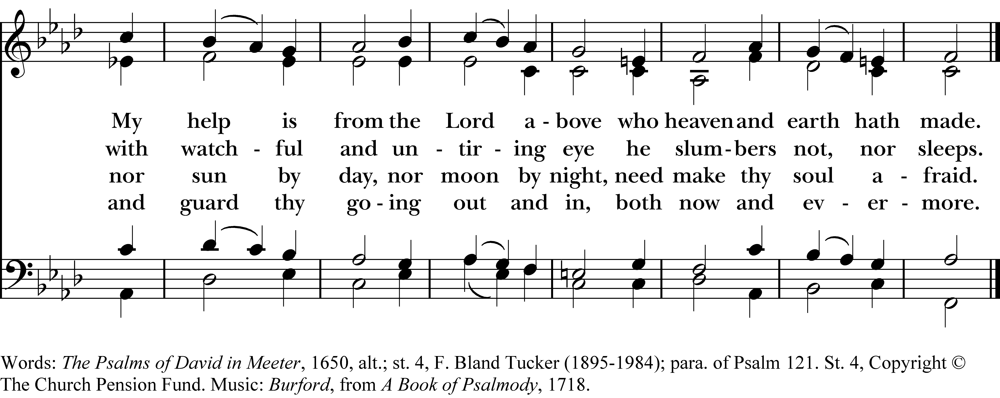 My help is from the Lord a - bove who heaven and earth hath made.
with watch - ful and un - tir - ing eye he slum - bers not, nor sleeps.
nor sun by day, nor moon by night, need make thy soul a - fraid.
and guard thy go - ing out and in, both now and ev - er - more.
Words: The Psalms of David in Meeter, 1650, alt.; st. 4, F. Bland Tucker (1895-1984); para. of Psalm 121. St. 4, Copyright ©
The Church Pension Fund. Music: Burford, from A Book of Psalmody, 1718.